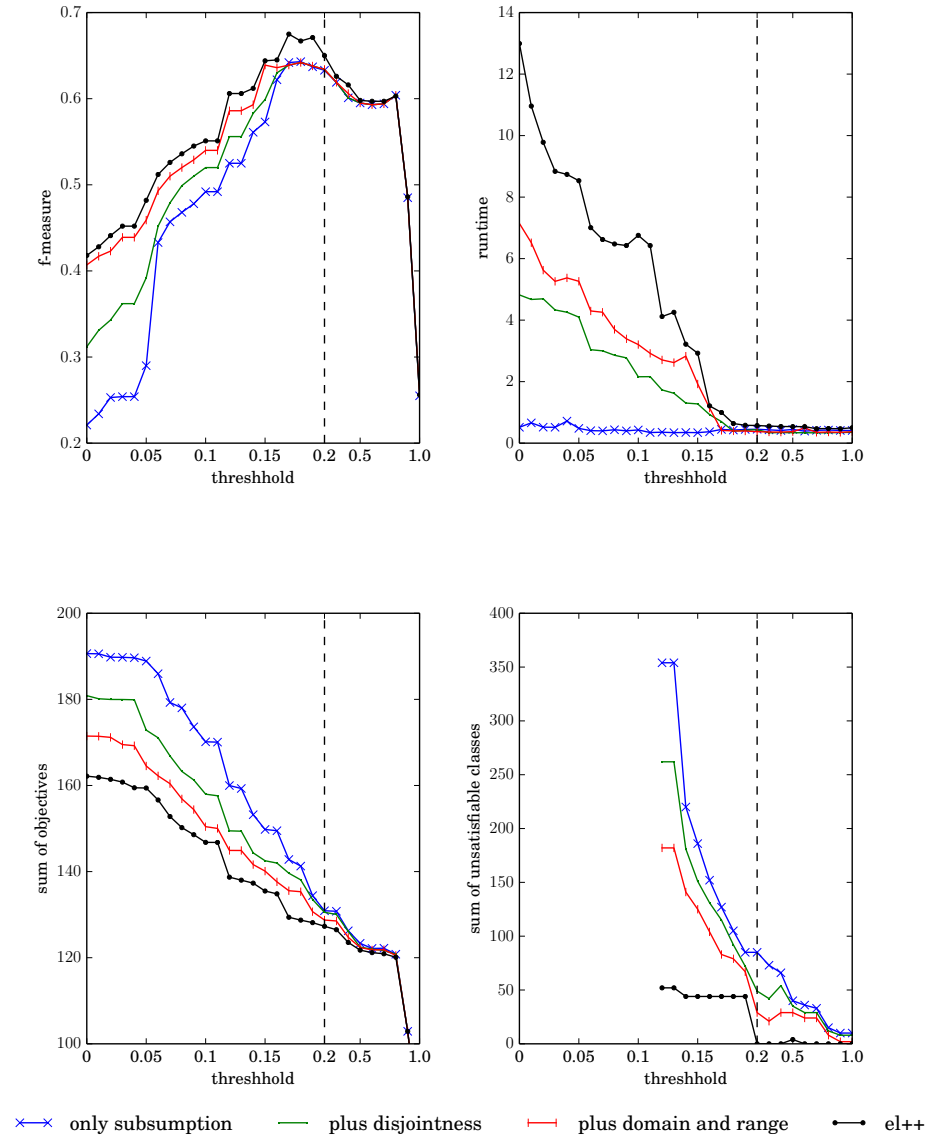 0.7
0.6
0.5
0.4
0.3
0.2
f-measure
0 0.05 0.1 0.15 0.2 0.5 1.0
threshhold
14
12
10
8
6
4
2
0
runtime
0 0.05 0.1 0.15 0.2 0.5 1.0
threshhold
200
180
160
140
120
100
sum of objectives
0 0.05 0.1 0.15 0.2 0.5 1.0
threshhold
400
350
300
250
200
150
100
50
0
sum of unsatisfiable classes
0 0.05 0.1 0.15 0.2 0.5 1.0
threshhold
only subsumption plus disjointness plus domain and range el++